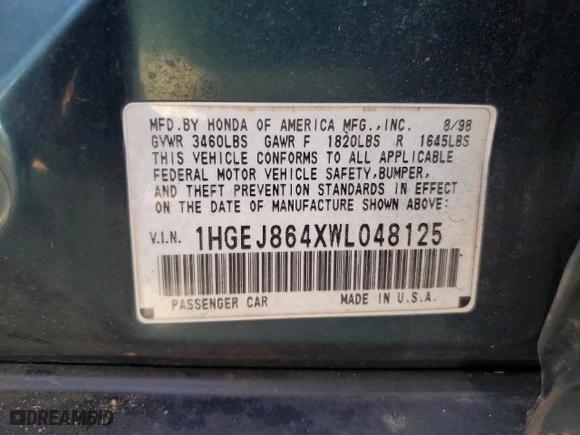 MFD.BY HONDA OF AMERICA MFG.,INC. 8/98
GVWR 3460LBS GAWR F 1820LBS R 1645LBS
THIS VEHICLE CONFORMS TO ALL APPLICABLE
FEDERAL MOTOR VEHICLE SAFETY,BUMPER,
AND THEFT PREVENTION STANDARDS IN EFFECT
ON THE DATE OF MANUFACTURE SHOWN ABOVE:
V.I.N. 1HGEJ864XWL048125
PASSENGER CAR MADE IN U.S.A.
DREAMBID